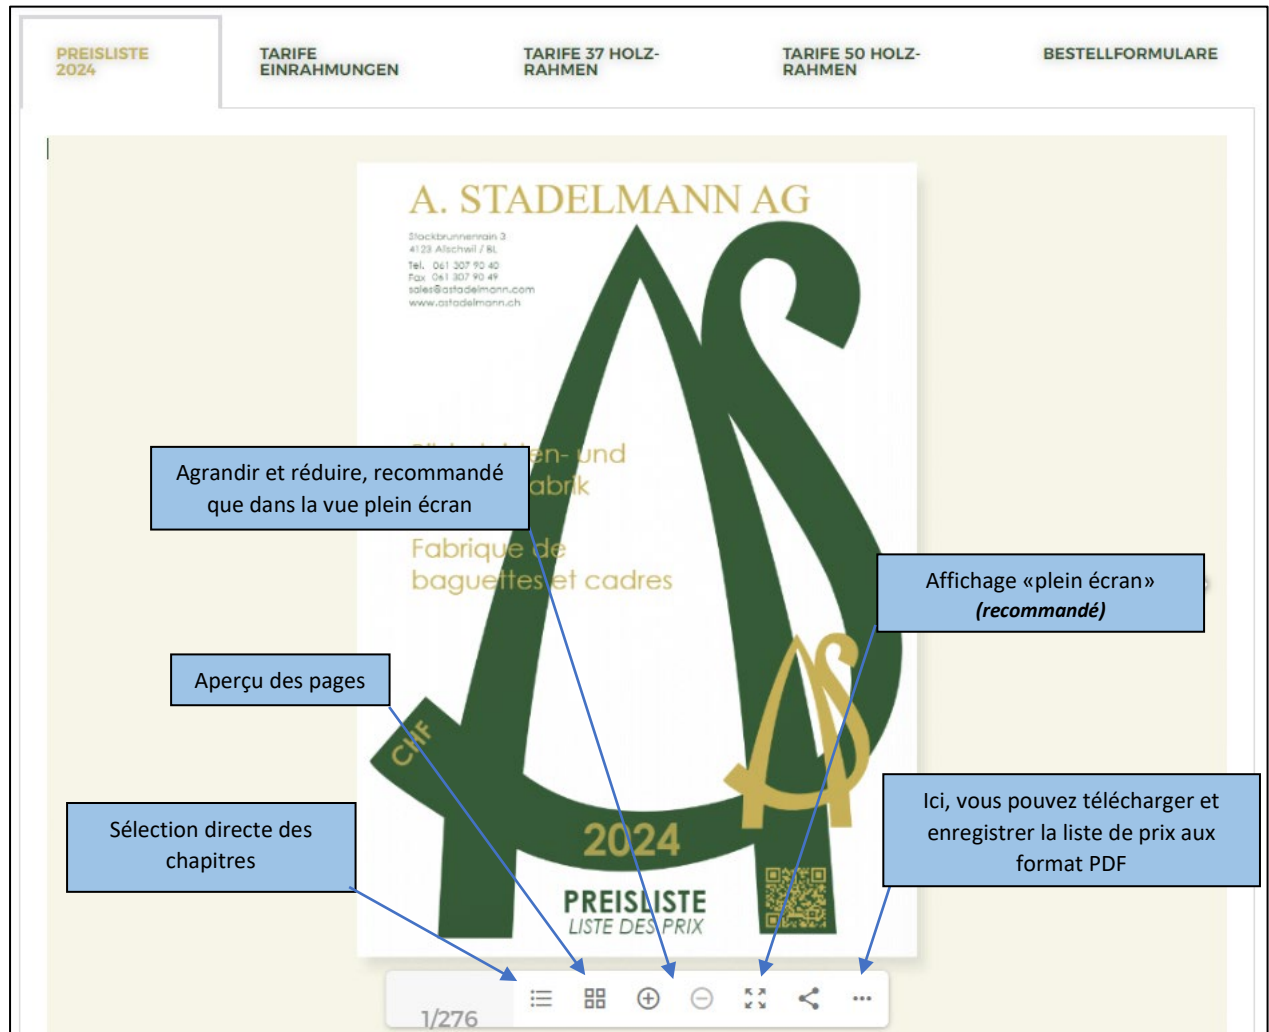 PREISLISTE
2024
TARIFE
EINRAHMUNGEN
TARIFE 37 HOLZ-
RAHMEN
TARIFE 50 HOLZ-
RAHMEN
BESTELLFORMULARE
A. STADELMANN AG
Stockbrunnenrain 3
4123 Allschwil / BL
Tel. 061 307 90 40
Fax 061 307 90 49
sales@astadelmann.com
www.astadelmann.ch
en- und
abrik
Agrandir et réduire, recommandé
que dans la vue plein écran
Fabrique de
baguettes et cadres
Affichage «plein écran»
(recommandé)
Aperçu des pages
CHF
Ici, vous pouvez télécharger et
enregistrer la liste de prix aux
format PDF
Sélection directe des
chapitres
2024
PREISLISTE
LISTE DES PRIX
1/276